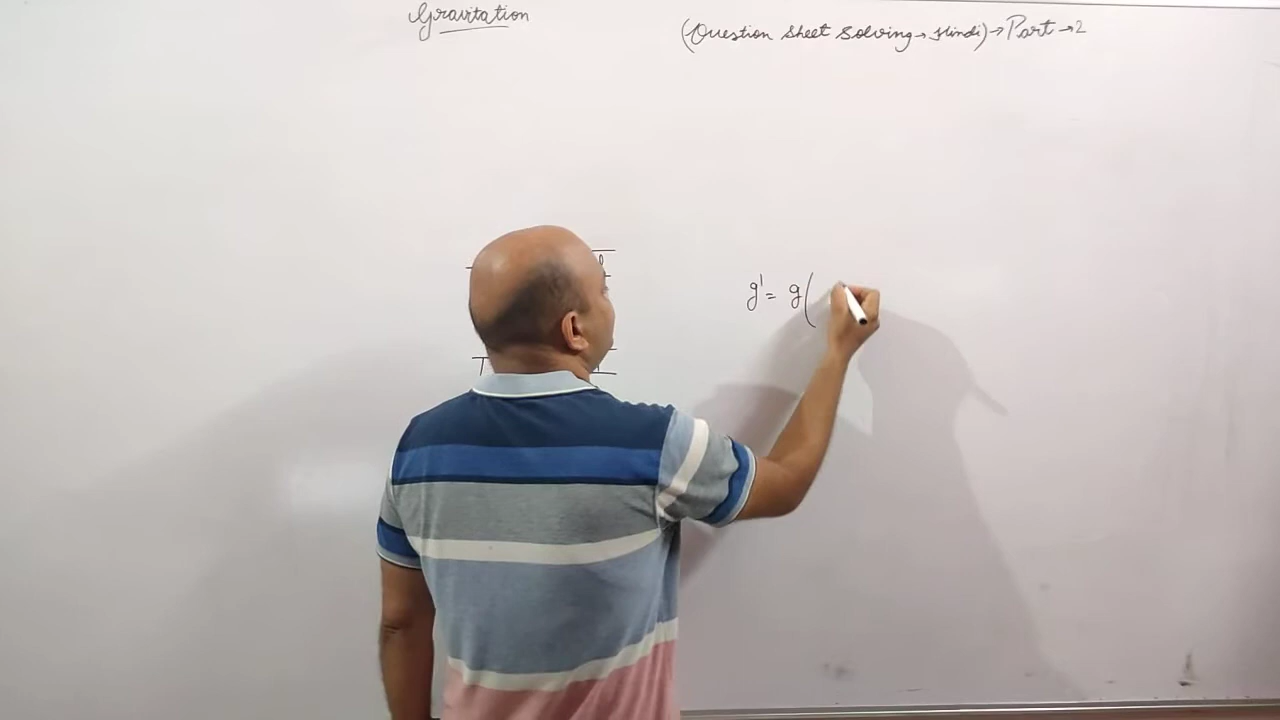 Gravitation
(Question Sheet Solving → Hindi) → Part → 2
g' = g(